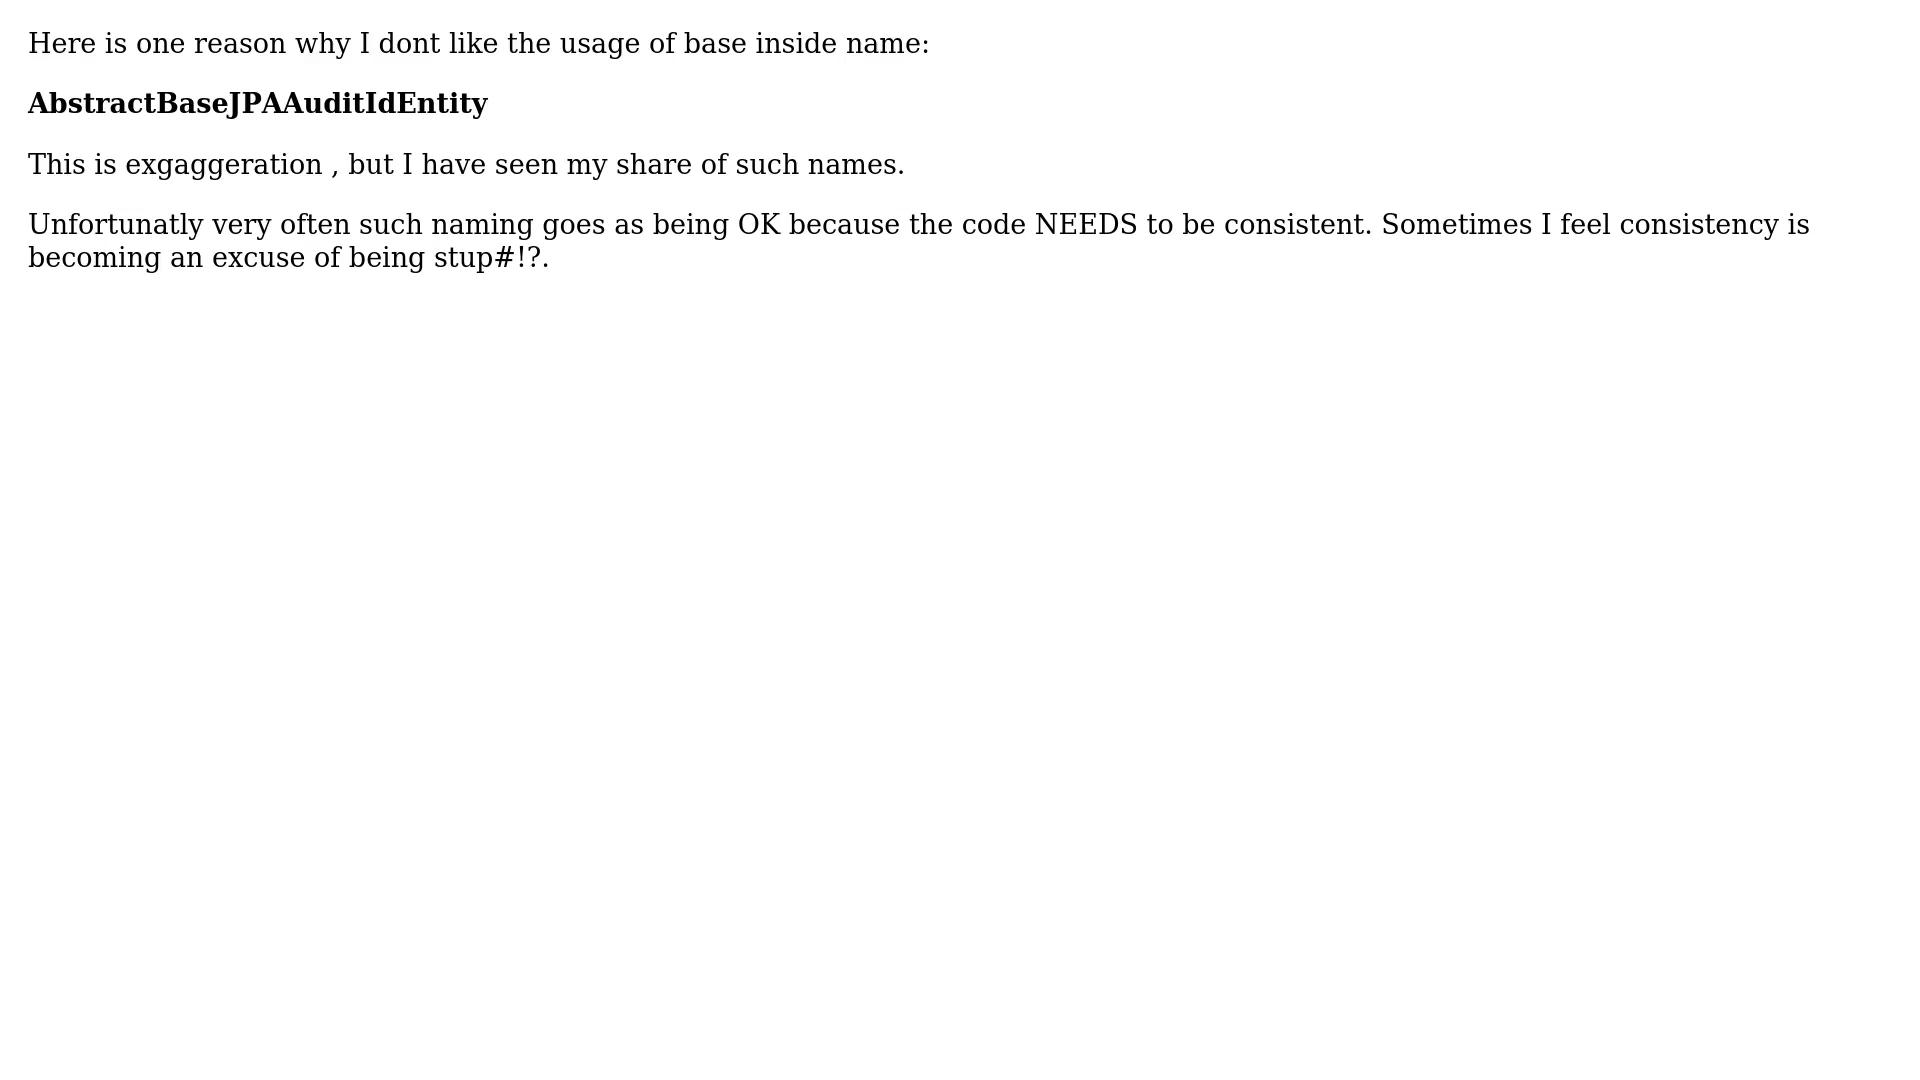 Here is one reason why I dont like the usage of base inside name:
AbstractBaseJPAAuditIdEntity
This is exgaggeration , but I have seen my share of such names.
Unfortunatly very often such naming goes as being OK because the code NEEDS to be consistent. Sometimes I feel consistency is
becoming an excuse of being stup#!?.